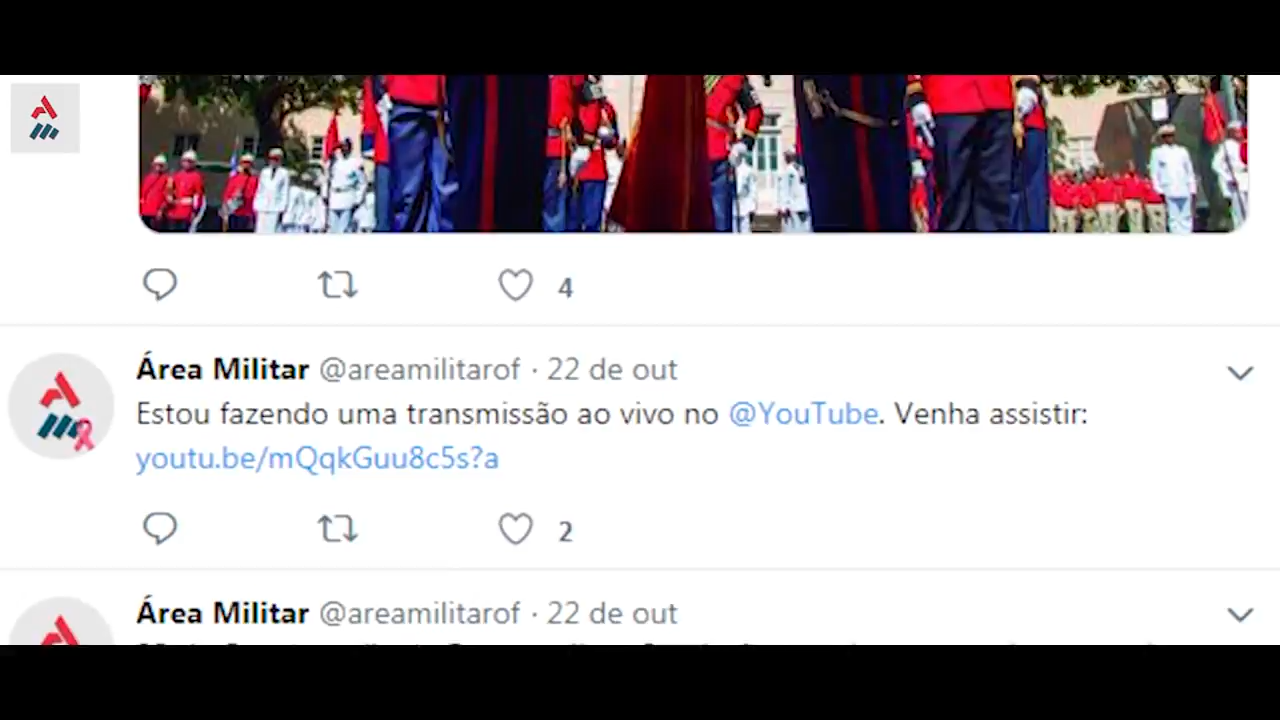 4
Área Militar @areamilitarof · 22 de out
Estou fazendo uma transmissão ao vivo no @YouTube. Venha assistir:
youtu.be/mQqkGuu8c5s?a
2
Área Militar @areamilitarof · 22 de out